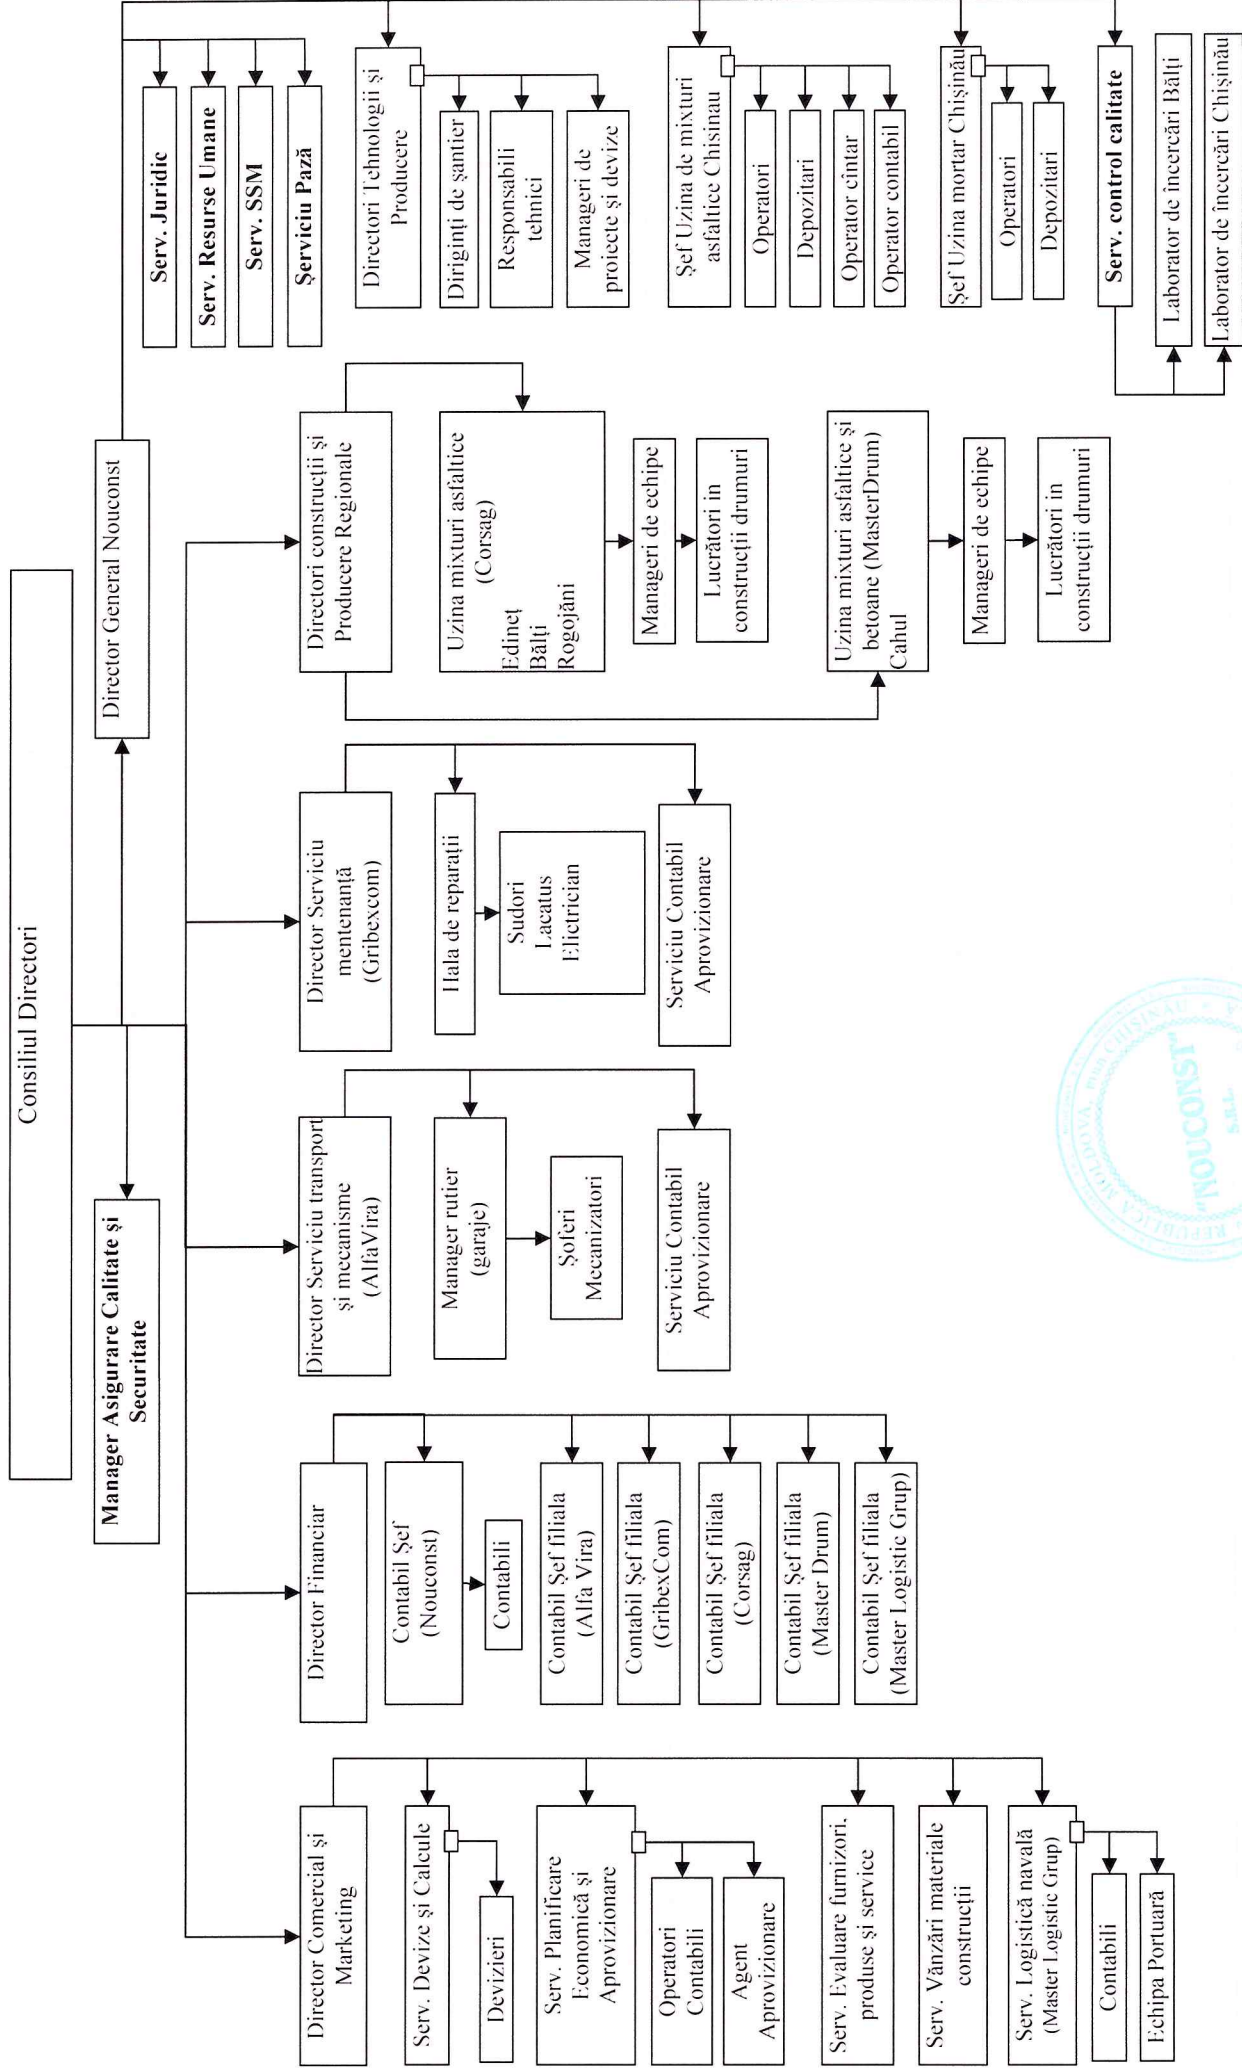 Consiliul Directori
Manager Asigurare Calitate și
Securitate
Director General Nouconst
Director Comercial și
Marketing
Serv. Devize și Calcule
Devizieri
Serv. Planificare
Economică și
Aprovizionare
Operatori
Contabili
Agent
Aprovizionare
Serv. Evaluare furnizori,
produse și service
Serv. Vânzări materiale
construcții
Serv. Logistică navală
(Master Logistic Grup)
Contabili
Echipa Portuară
Director Financiar
Contabil Șef
(Nouconst)
Contabili
Contabil Șef filiala
(Alfa Vira)
Contabil Șef filiala
(GribexCom)
Contabil Șef filiala
(Corsag)
Contabil Șef filiala
(Master Drum)
Contabil Șef filiala
(Master Logistic Grup)
Director Serviciu transport
și mecanisme
(AlfaVira)
Manager rutier
(garaje)
Șoferi
Mecanizatori
Serviciu Contabil
Aprovizionare
Director Serviciu
mentenanță
(Gribexcom)
Hala de reparații
Sudori
Lacatus
Elictrician
Serviciu Contabil
Aprovizionare
Directori construcții și
Producere Regionale
Uzina mixturi asfaltice
(Corsag)
Edineț
Bălți
Rogojăni
Manageri de echipe
Lucrători in
construcții drumuri
Uzina mixturi asfaltice și
betoane (MasterDrum)
Cahul
Manageri de echipe
Lucrători in
construcții drumuri
Serv. Juridic
Serv. Resurse Umane
Serv. SSM
Serviciu Pază
Directori Tehnologii și
Producere
Diriginți de șantier
Responsabili
tehnici
Manageri de
proiecte și devize
Șef Uzina de mixturi
asfaltice Chisinau
Operatori
Depozitari
Operator cîntar
Operator contabil
Șef Uzina mortar Chișinău
Operatori
Depozitari
Serv. control calitate
Laborator de încercări Bălți
Laborator de încercări Chișinău
REPUBLICA MOLDOVA, mun. CHIȘINĂU
"NOUCONST"
S.R.L.